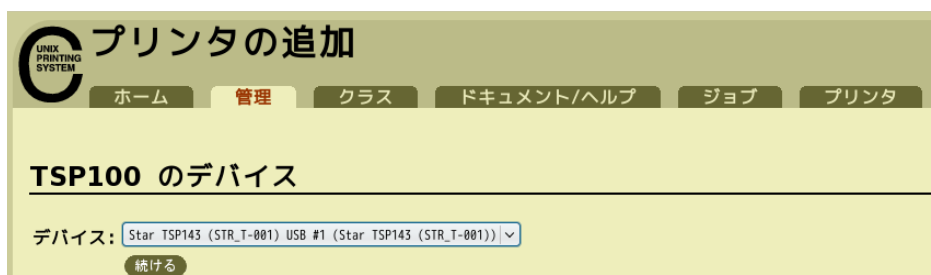 UNIX
PRINTING
SYSTEM
プリンタの追加
ホーム 管理 クラス ドキュメント/ヘルプ ジョブ プリンタ
TSP100 のデバイス
デバイス: Star TSP143 (STR_T-001) USB #1 (Star TSP143 (STR_T-001))
続ける